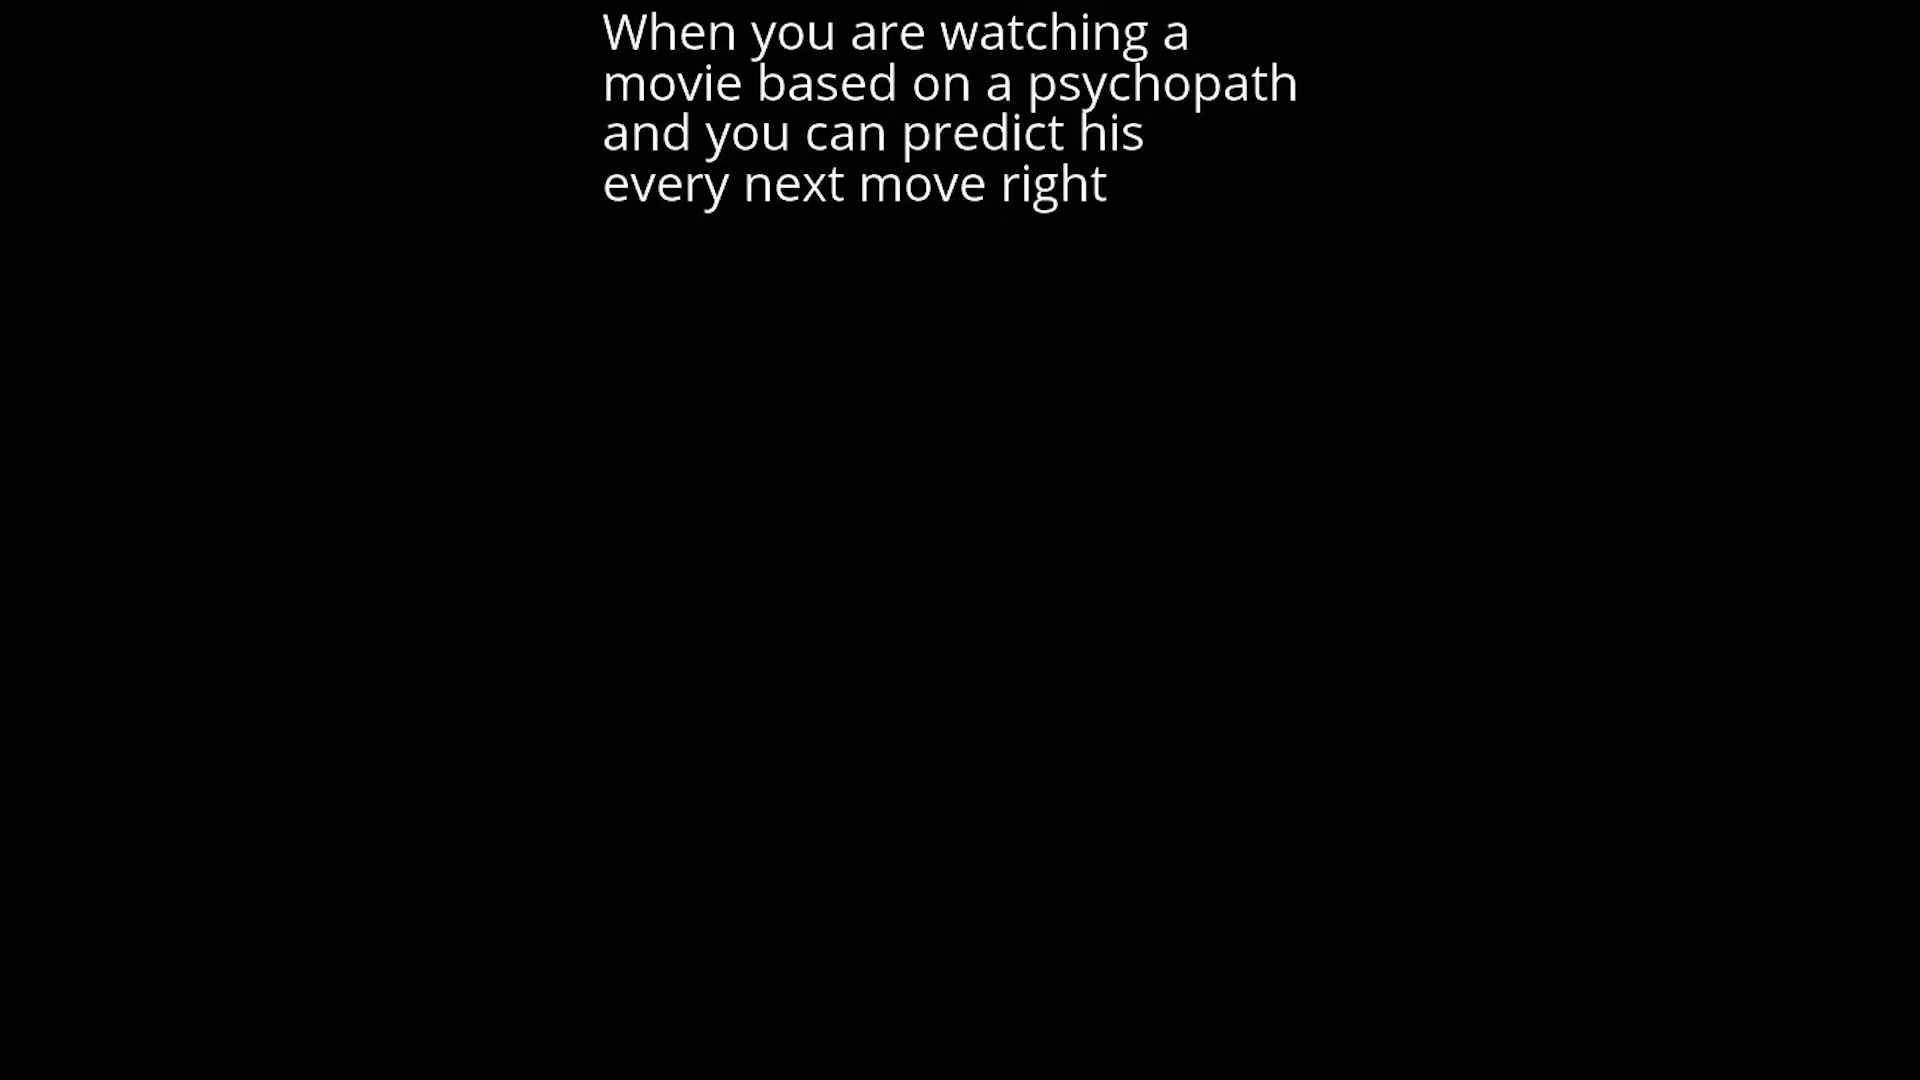 When you are watching a
movie based on a psychopath
and you can predict his
every next move right